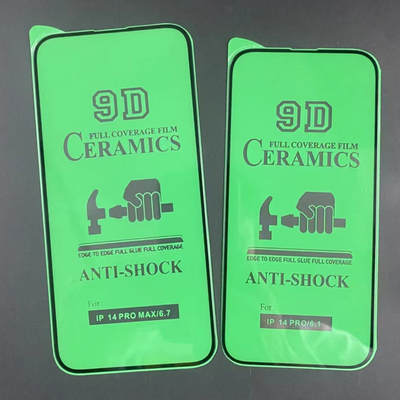 9D
FULL COVERAGE FILM
CERAMICS
EDGE TO EDGE FULL GLUE FULL COVERAGE
ANTI-SHOCK
For
IP 14 PRO MAX/6.7
9D
FULL COVERAGE FILM
CERAMICS
EDGE TO EDGE FULL GLUE FULL COVERAGE
ANTI-SHOCK
For
IP 14 PRO/6.1